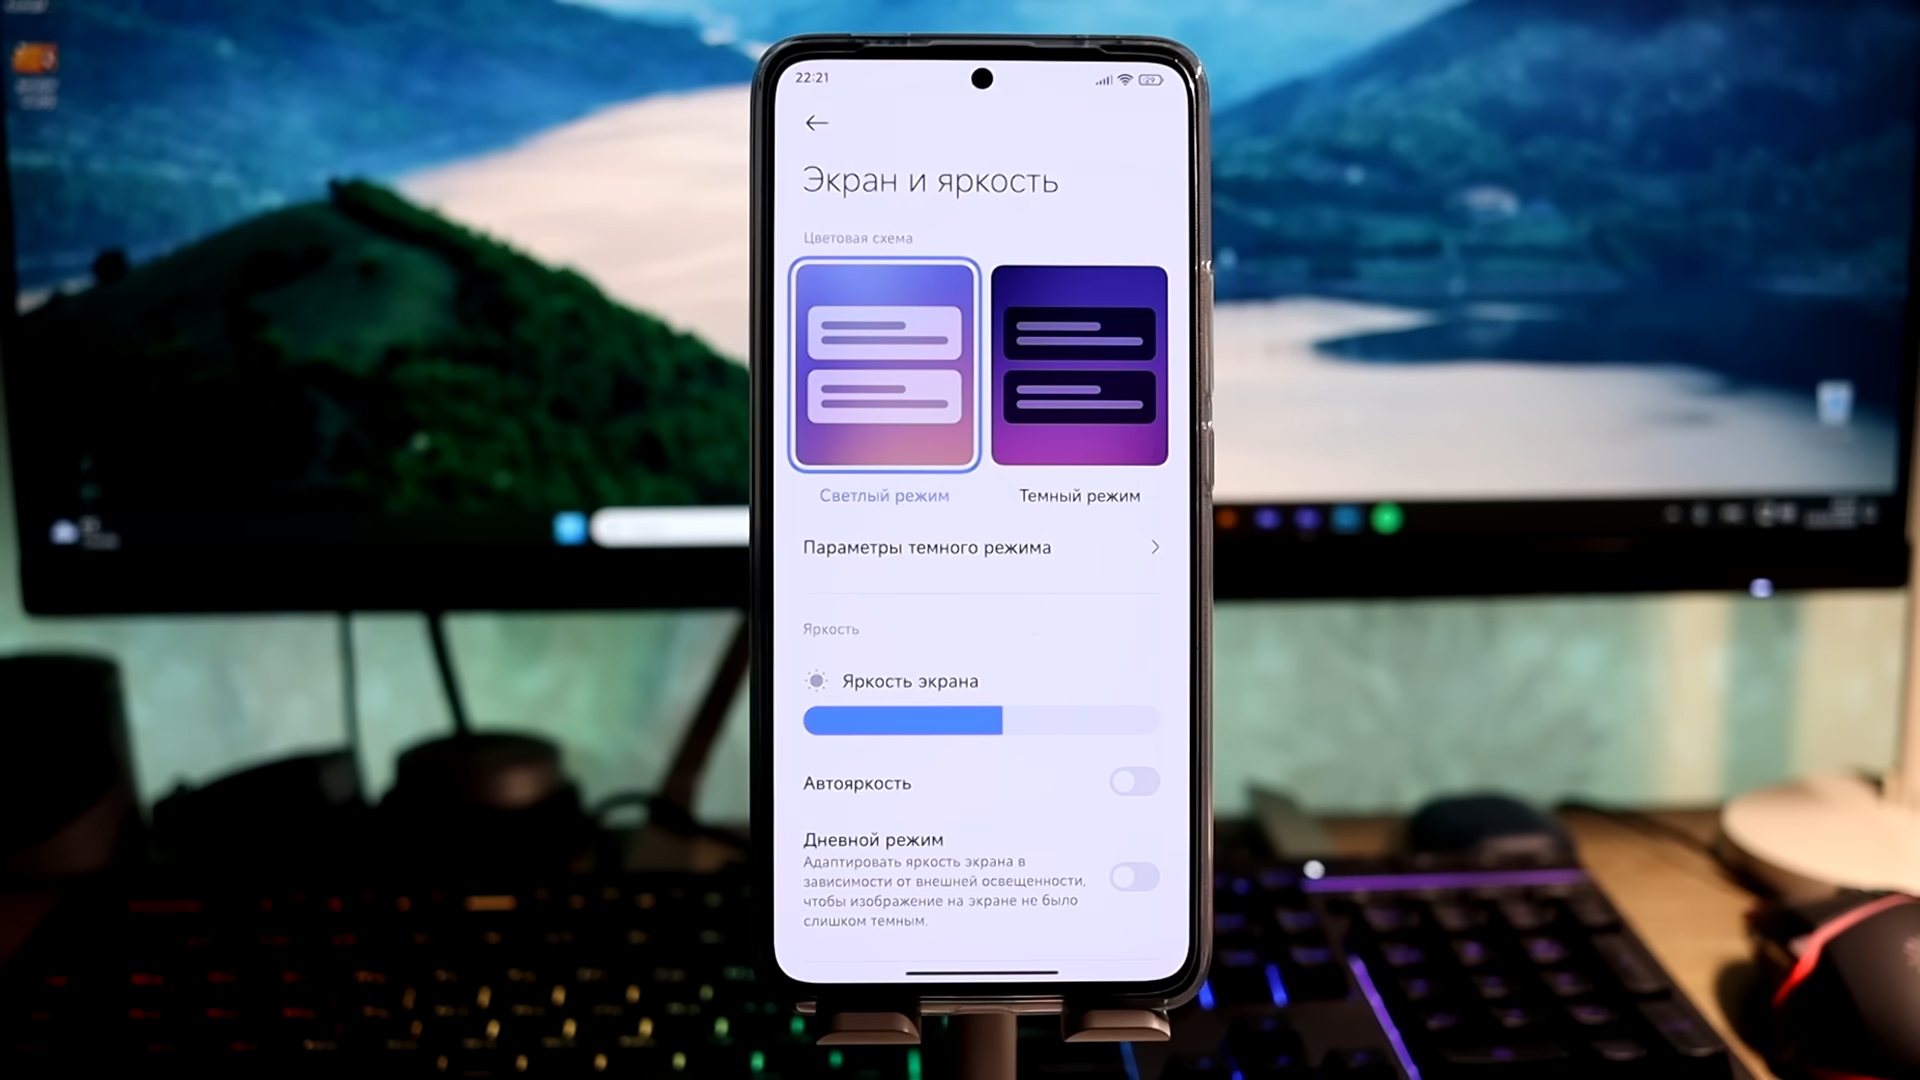 22:21
29
Экран и яркость
Цветовая схема
Светлый режим
Темный режим
Параметры темного режима
Яркость
Яркость экрана
Автояркость
Дневной режим
Адаптировать яркость экрана в
зависимости от внешней освещенности,
чтобы изображение на экране не было
слишком темным.